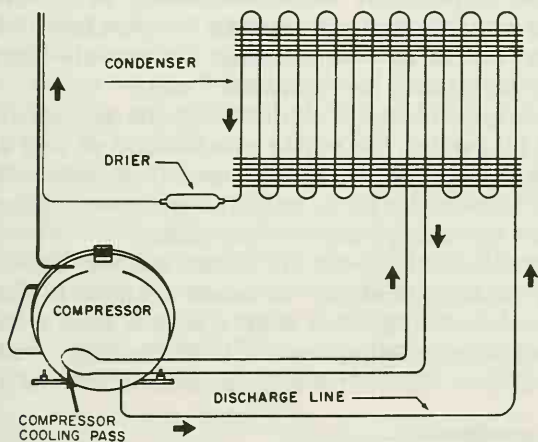 CONDENSER
DRIER
COMPRESSOR
DISCHARGE LINE
COMPRESSOR
COOLING PASS